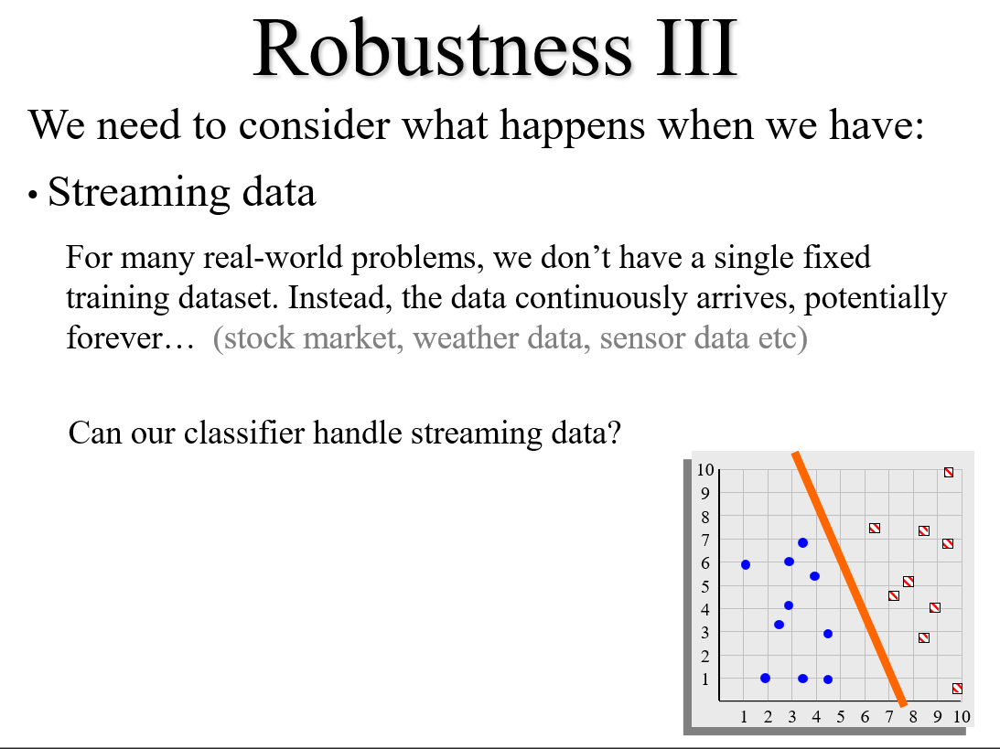 Robustness III
We need to consider what happens when we have:
• Streaming data
For many real-world problems, we don’t have a single fixed
training dataset. Instead, the data continuously arrives, potentially
forever… (stock market, weather data, sensor data etc)
Can our classifier handle streaming data?
10
9
8
7
6
5
4
3
2
1
1 2 3 4 5 6 7 8 9 10